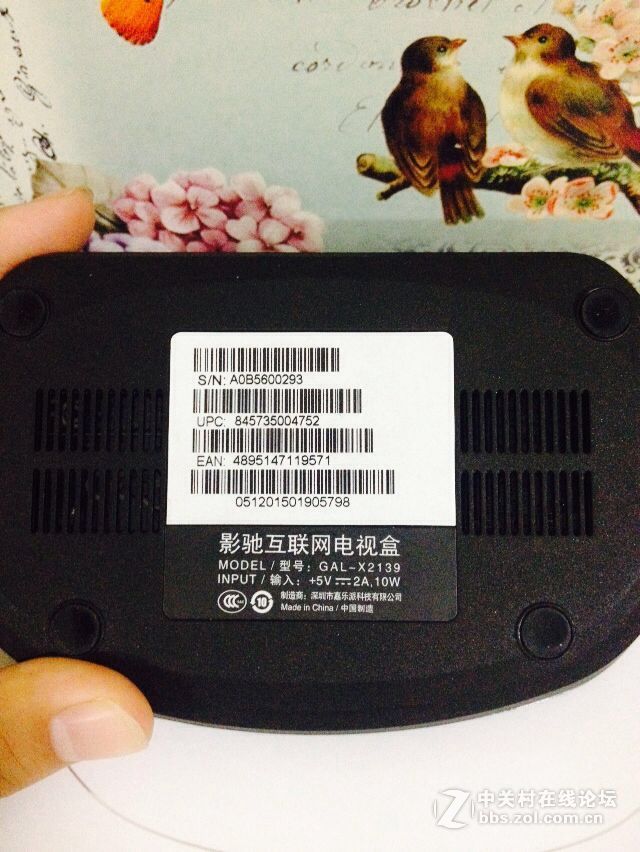 S/N: A0B5600293
UPC: 845735004752
EAN: 4895147119571
051201501905798
影驰互联网电视盒
MODEL / 型号: GAL-X2139
INPUT / 输入: +5V⎓2A,10W
CCC
10
制造商: 深圳市嘉乐派科技有限公司
Made in China / 中国制造
Z 中关村在线论坛
bbs.zol.com.cn